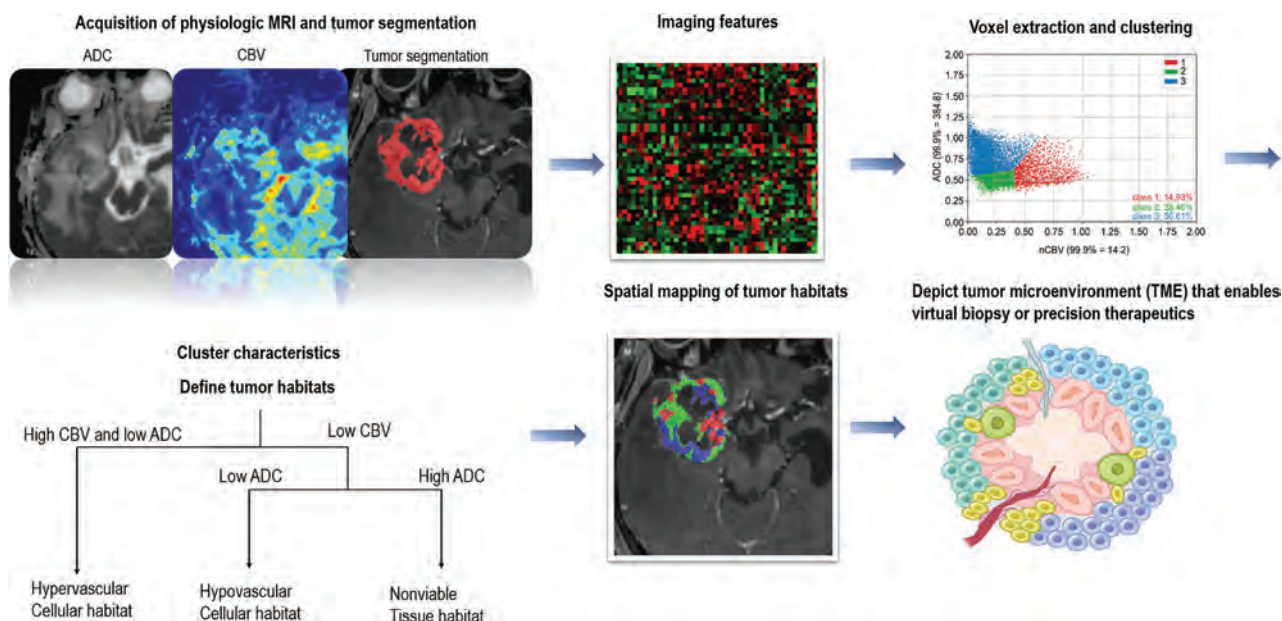 Acquisition of physiologic MRI and tumor segmentation
ADC
CBV
Tumor segmentation
Imaging features
Voxel extraction and clustering
2.00
1.75
1.50
1.25
1.00
0.75
0.50
0.25
0.00
ADC (99.9% = 384.8)
1
2
3
class 1: 14.93%
class 2:
class 3:
0.00
0.25
0.50
0.75
1.00
1.25
1.50
1.75
2.00
nCBV (99.9% = 14.2)
Cluster characteristics
Define tumor habitats
High CBV and low ADC
Low CBV
Low ADC
High ADC
Hypervascular
Cellular habitat
Hypovascular
Cellular habitat
Nonviable
Tissue habitat
Spatial mapping of tumor habitats
Depict tumor microenvironment (TME) that enables
virtual biopsy or precision therapeutics